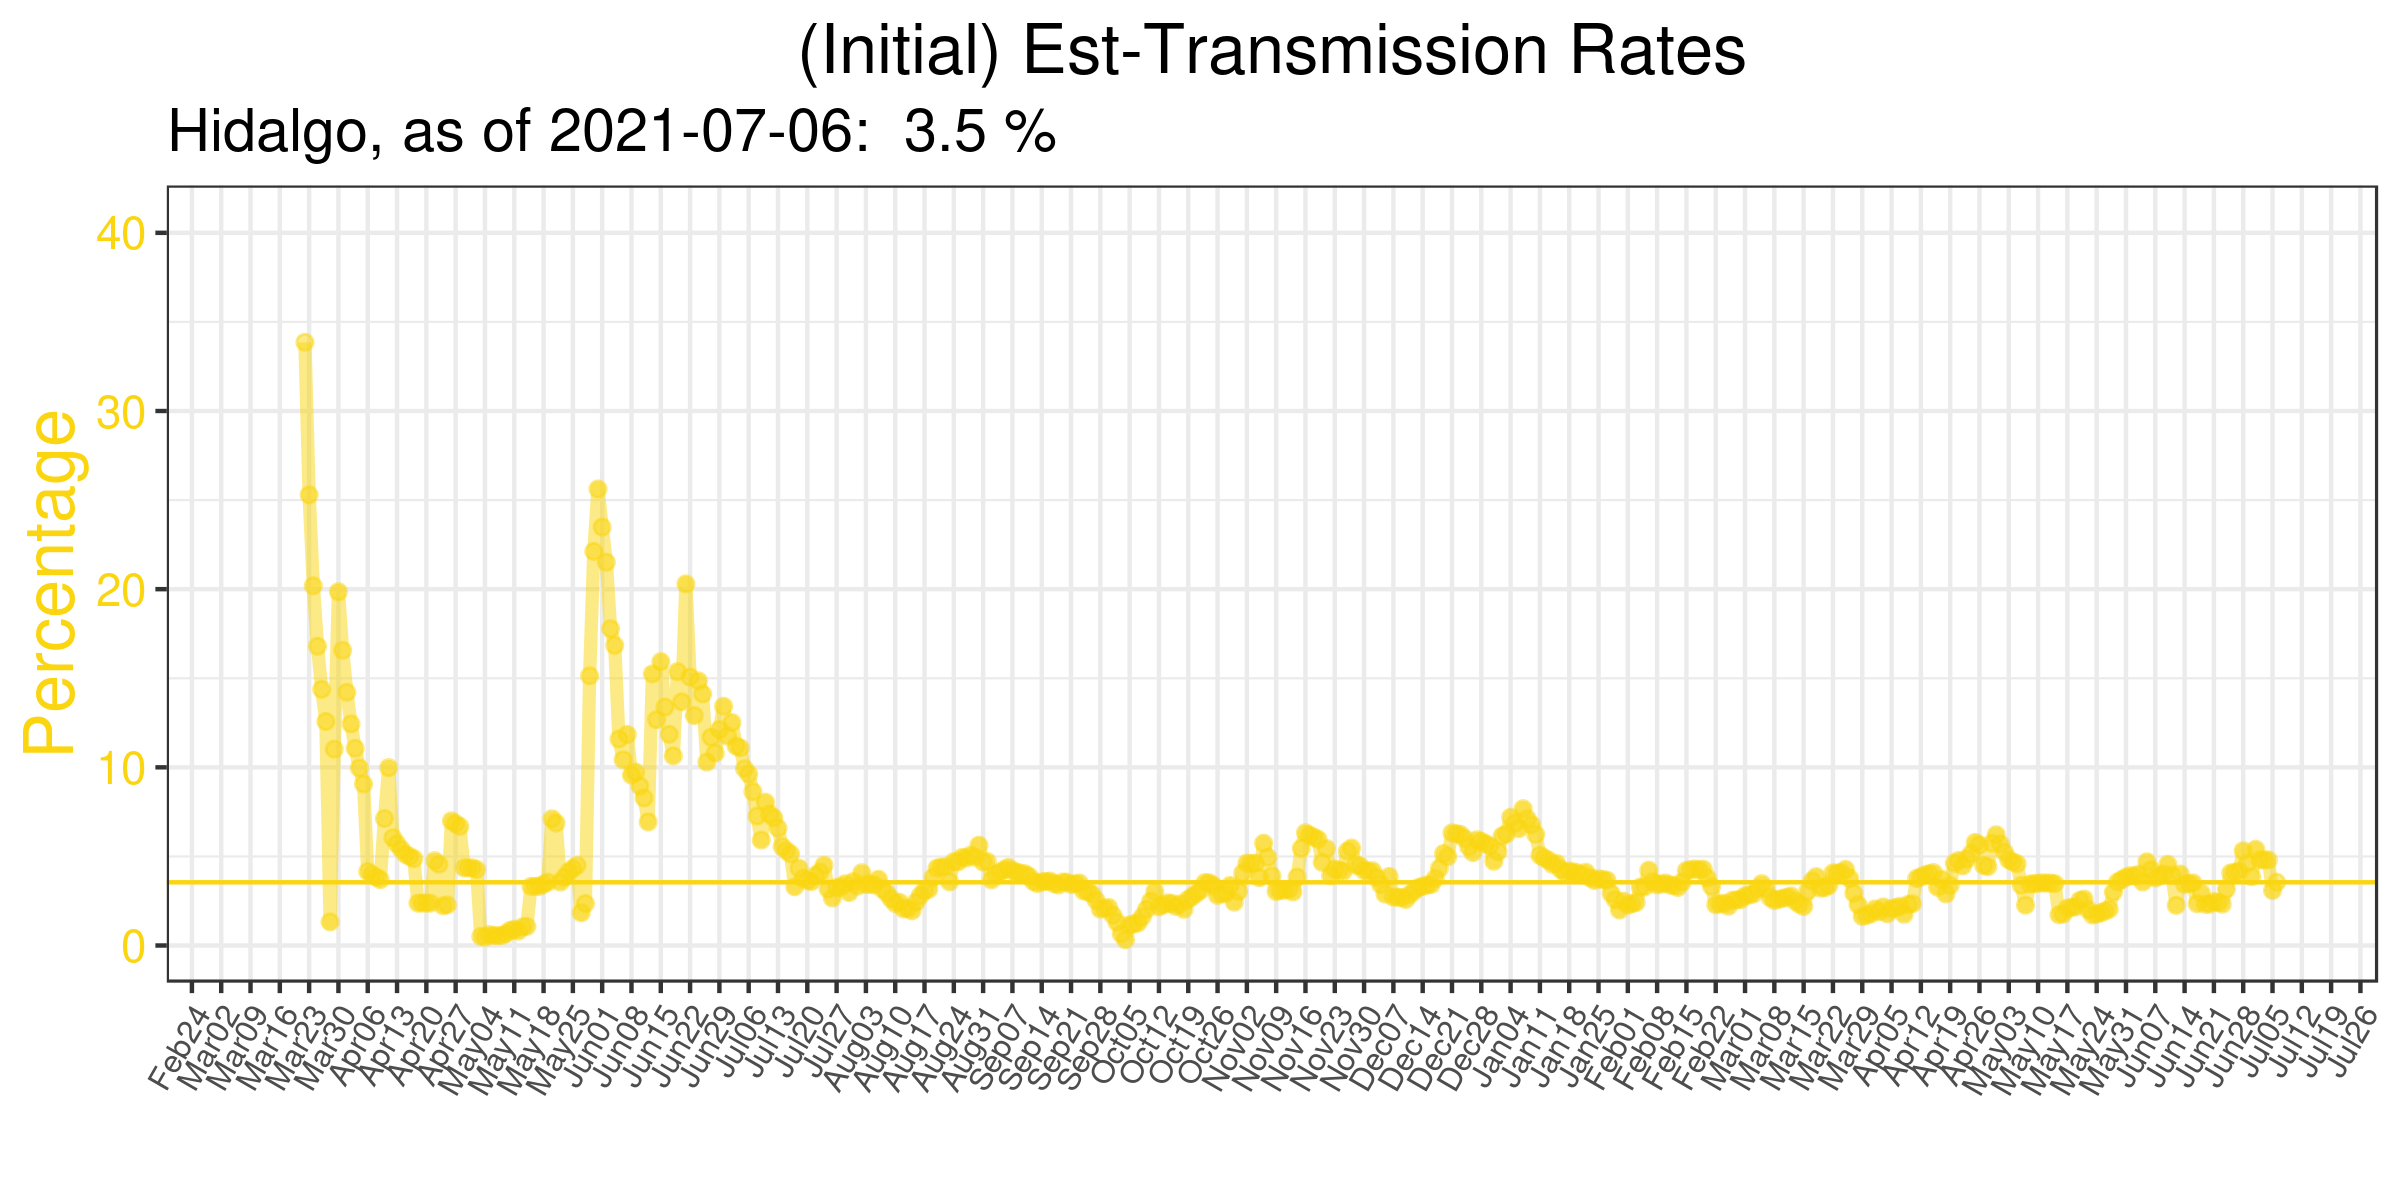 (Initial) Est-Transmission Rates
Hidalgo, as of 2021-07-06:  3.5 %
Percentage
40
30
20
10
0
Feb24
Mar02
Mar09
Mar16
Mar23
Mar30
Apr06
Apr13
Apr20
Apr27
May04
May11
May18
May25
Jun01
Jun08
Jun15
Jun22
Jun29
Jul06
Jul13
Jul20
Jul27
Aug03
Aug10
Aug17
Aug24
Aug31
Sep07
Sep14
Sep21
Sep28
Oct05
Oct12
Oct19
Oct26
Nov02
Nov09
Nov16
Nov23
Nov30
Dec07
Dec14
Dec21
Dec28
Jan04
Jan11
Jan18
Jan25
Feb01
Feb08
Feb15
Feb22
Mar01
Mar08
Mar15
Mar22
Mar29
Apr05
Apr12
Apr19
Apr26
May03
May10
May17
May24
May31
Jun07
Jun14
Jun21
Jun28
Jul05
Jul12
Jul19
Jul26